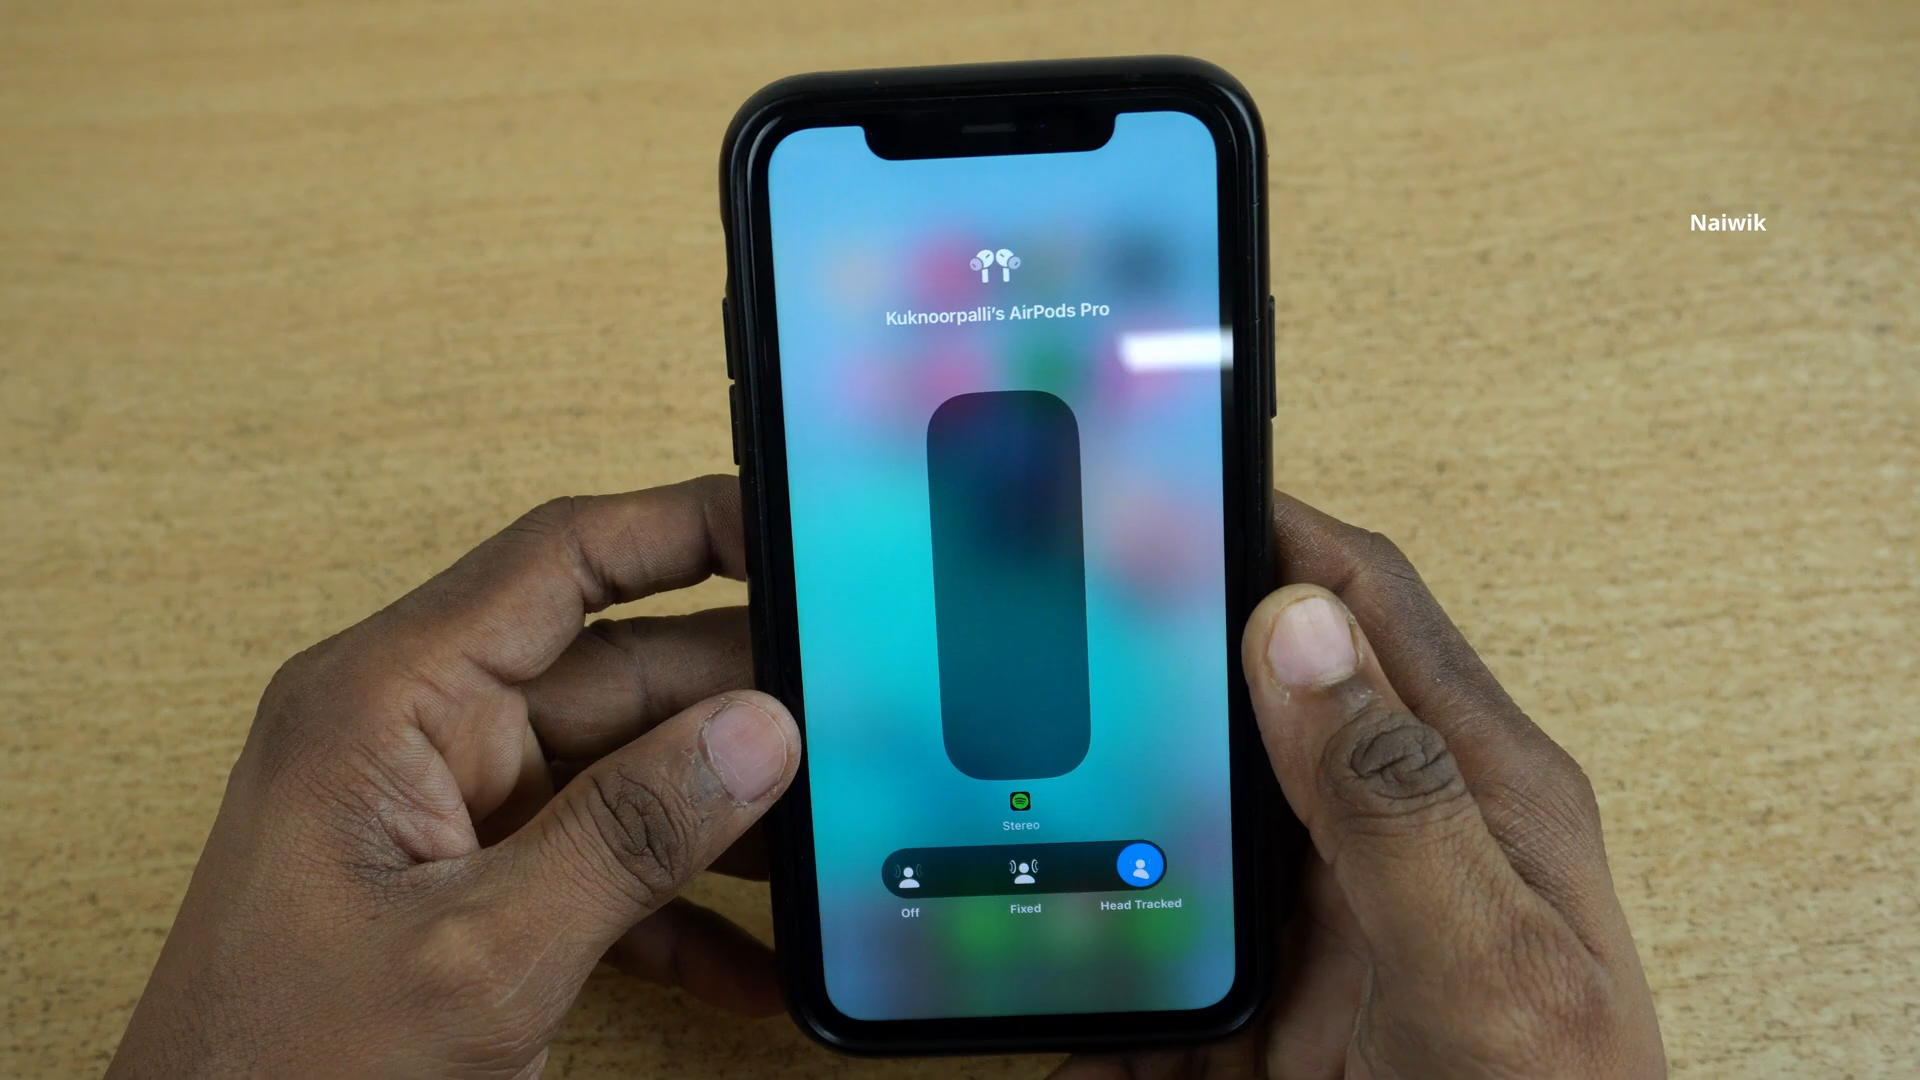 Naiwik
Kuknoorpalli's AirPods Pro
Stereo
Off
Fixed
Head Tracked